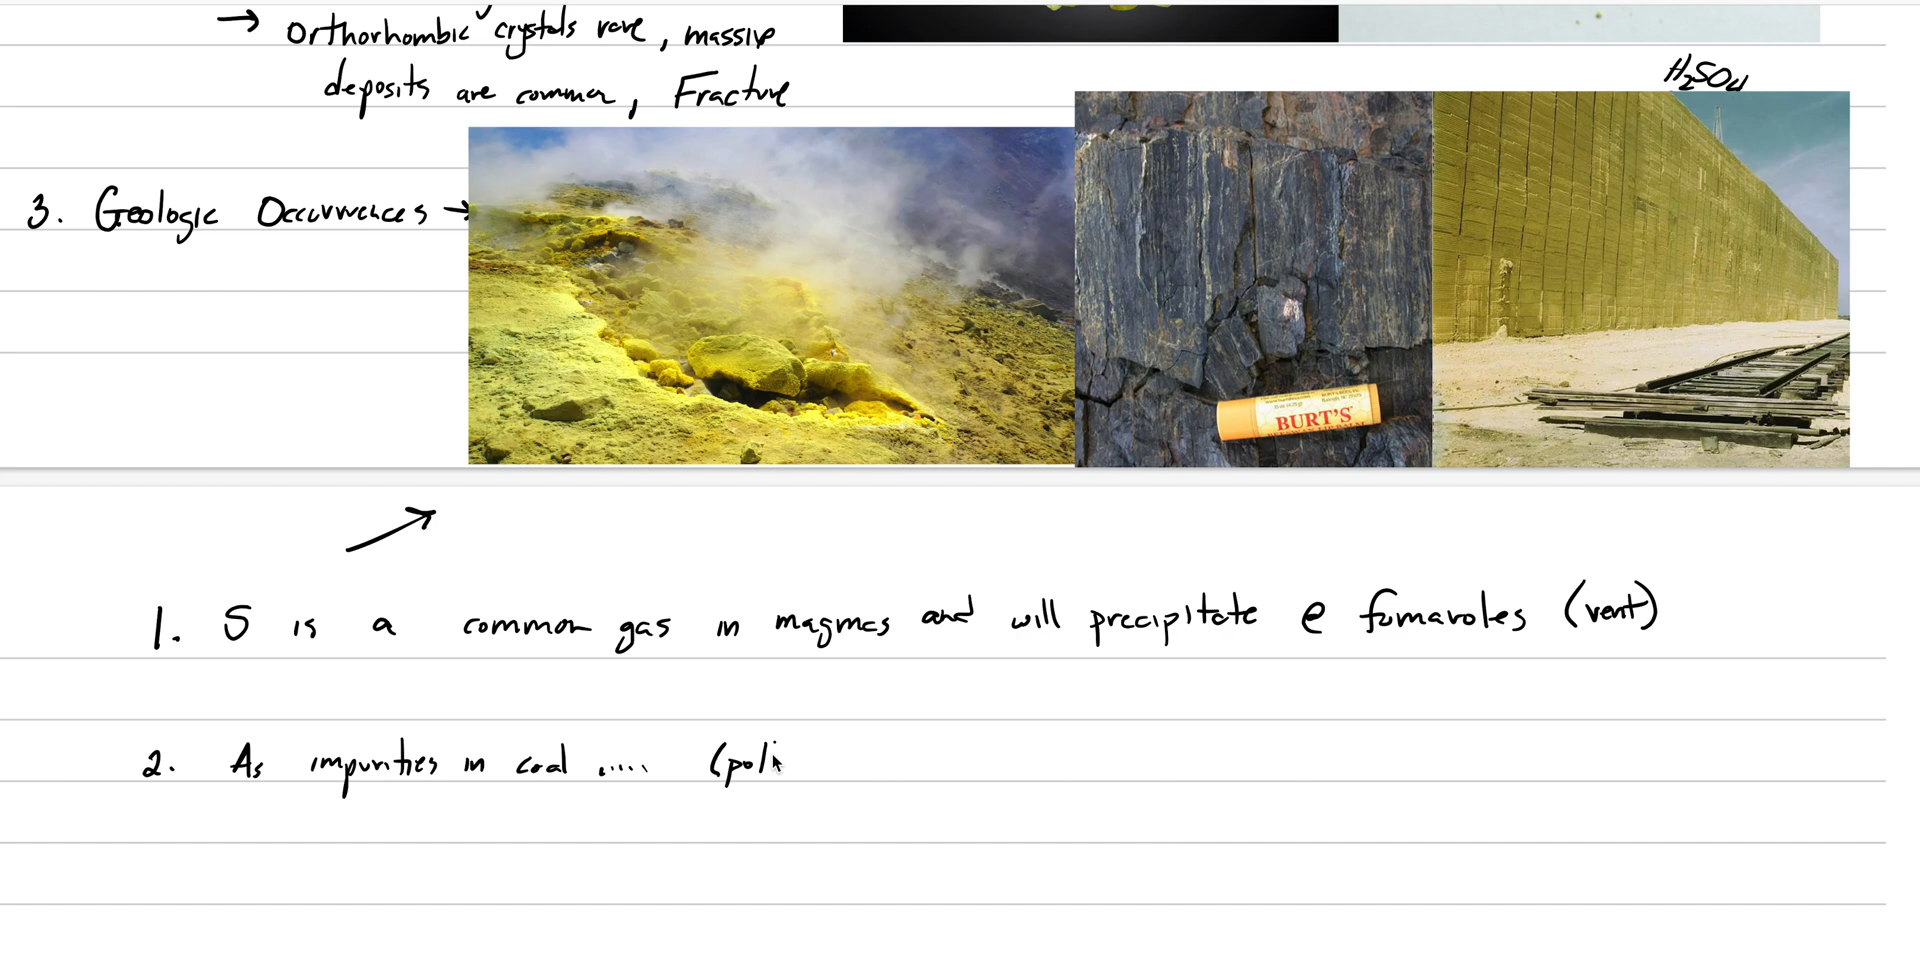 → Orthorhombic crystals rare, massive
deposits are common, Fracture
H₂SO₄
3. Geologic Occurrences →
BURT'S
1. S is a common gas in magmas and will precipitate @ fumaroles (vent)
2. As impurities in coal ..... (poli